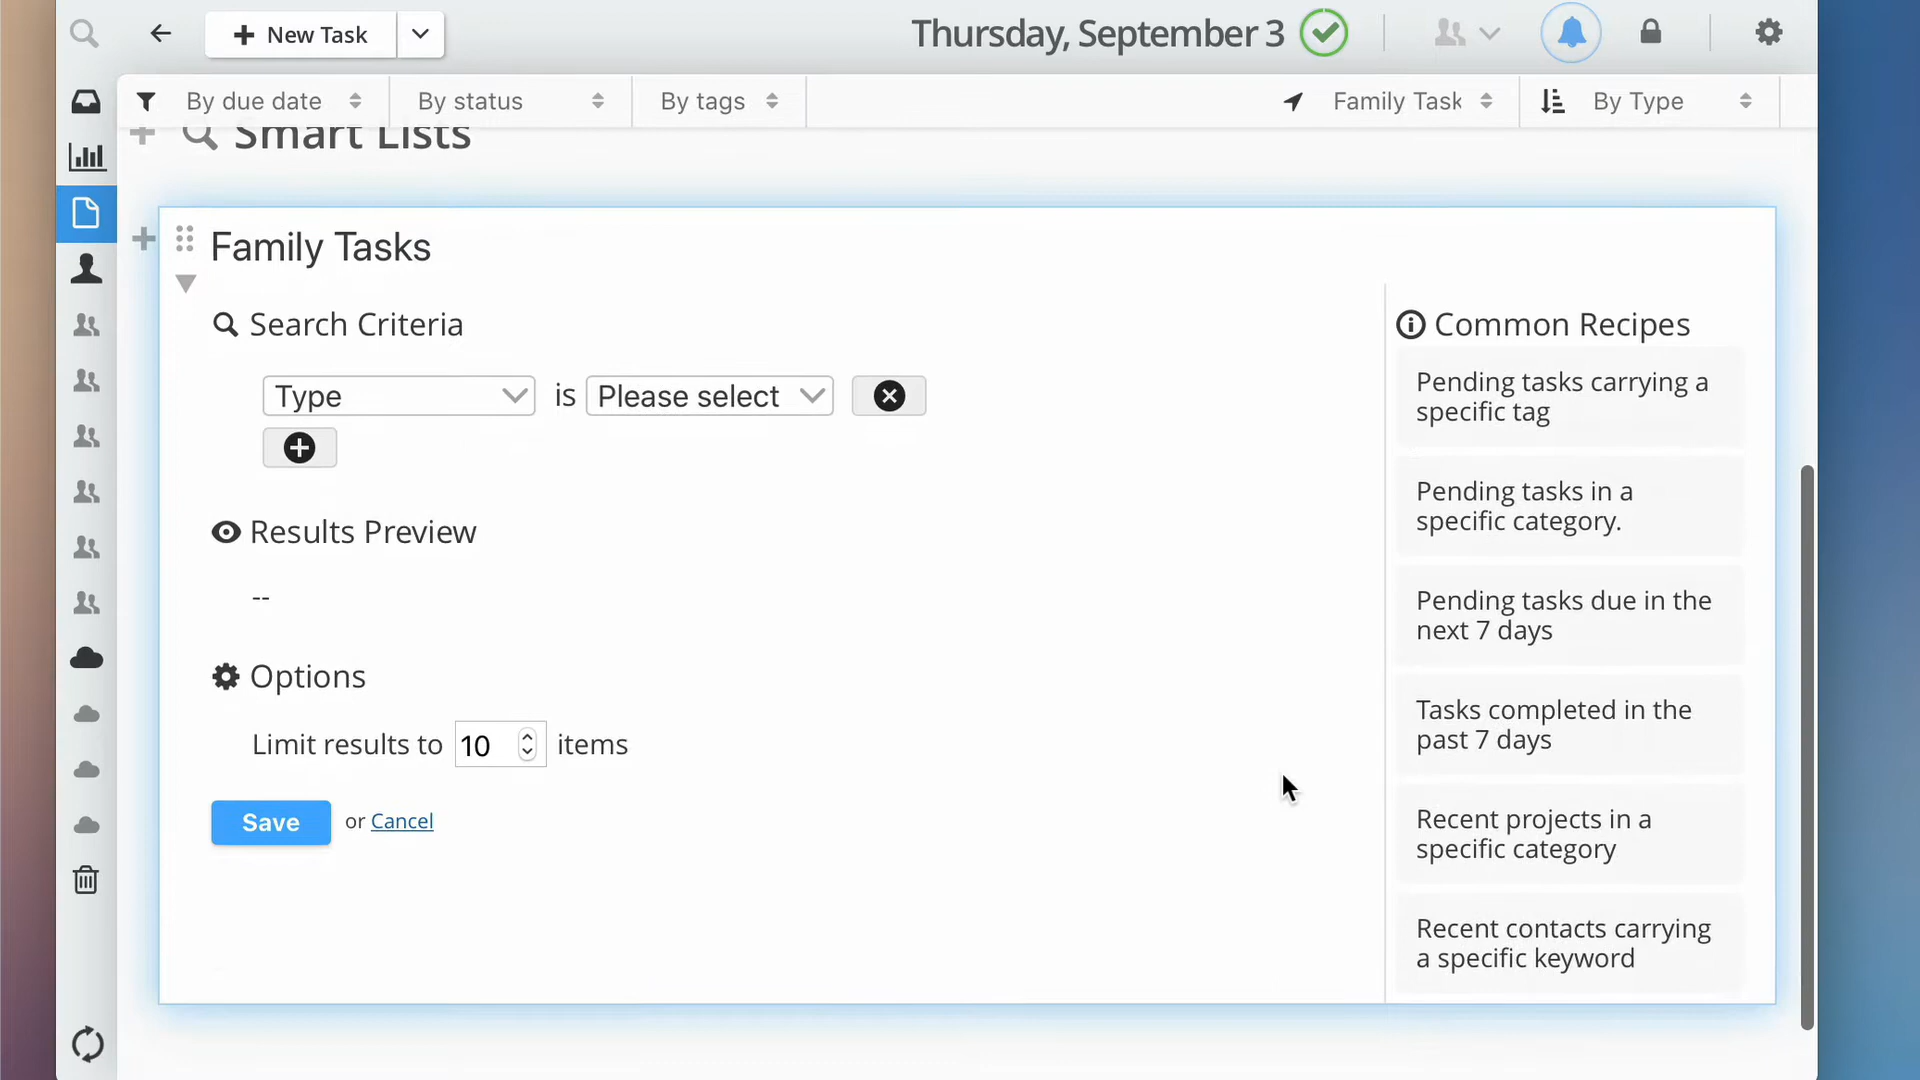 New Task
Thursday, September 3
By due date
By status
By tags
Family Task
By Type
Smart Lists
Family Tasks
Search Criteria
Type is Please select
Results Preview
--
Options
Limit results to 10 items
Save or Cancel
Common Recipes
Pending tasks carrying a
specific tag
Pending tasks in a
specific category.
Pending tasks due in the
next 7 days
Tasks completed in the
past 7 days
Recent projects in a
specific category
Recent contacts carrying
a specific keyword